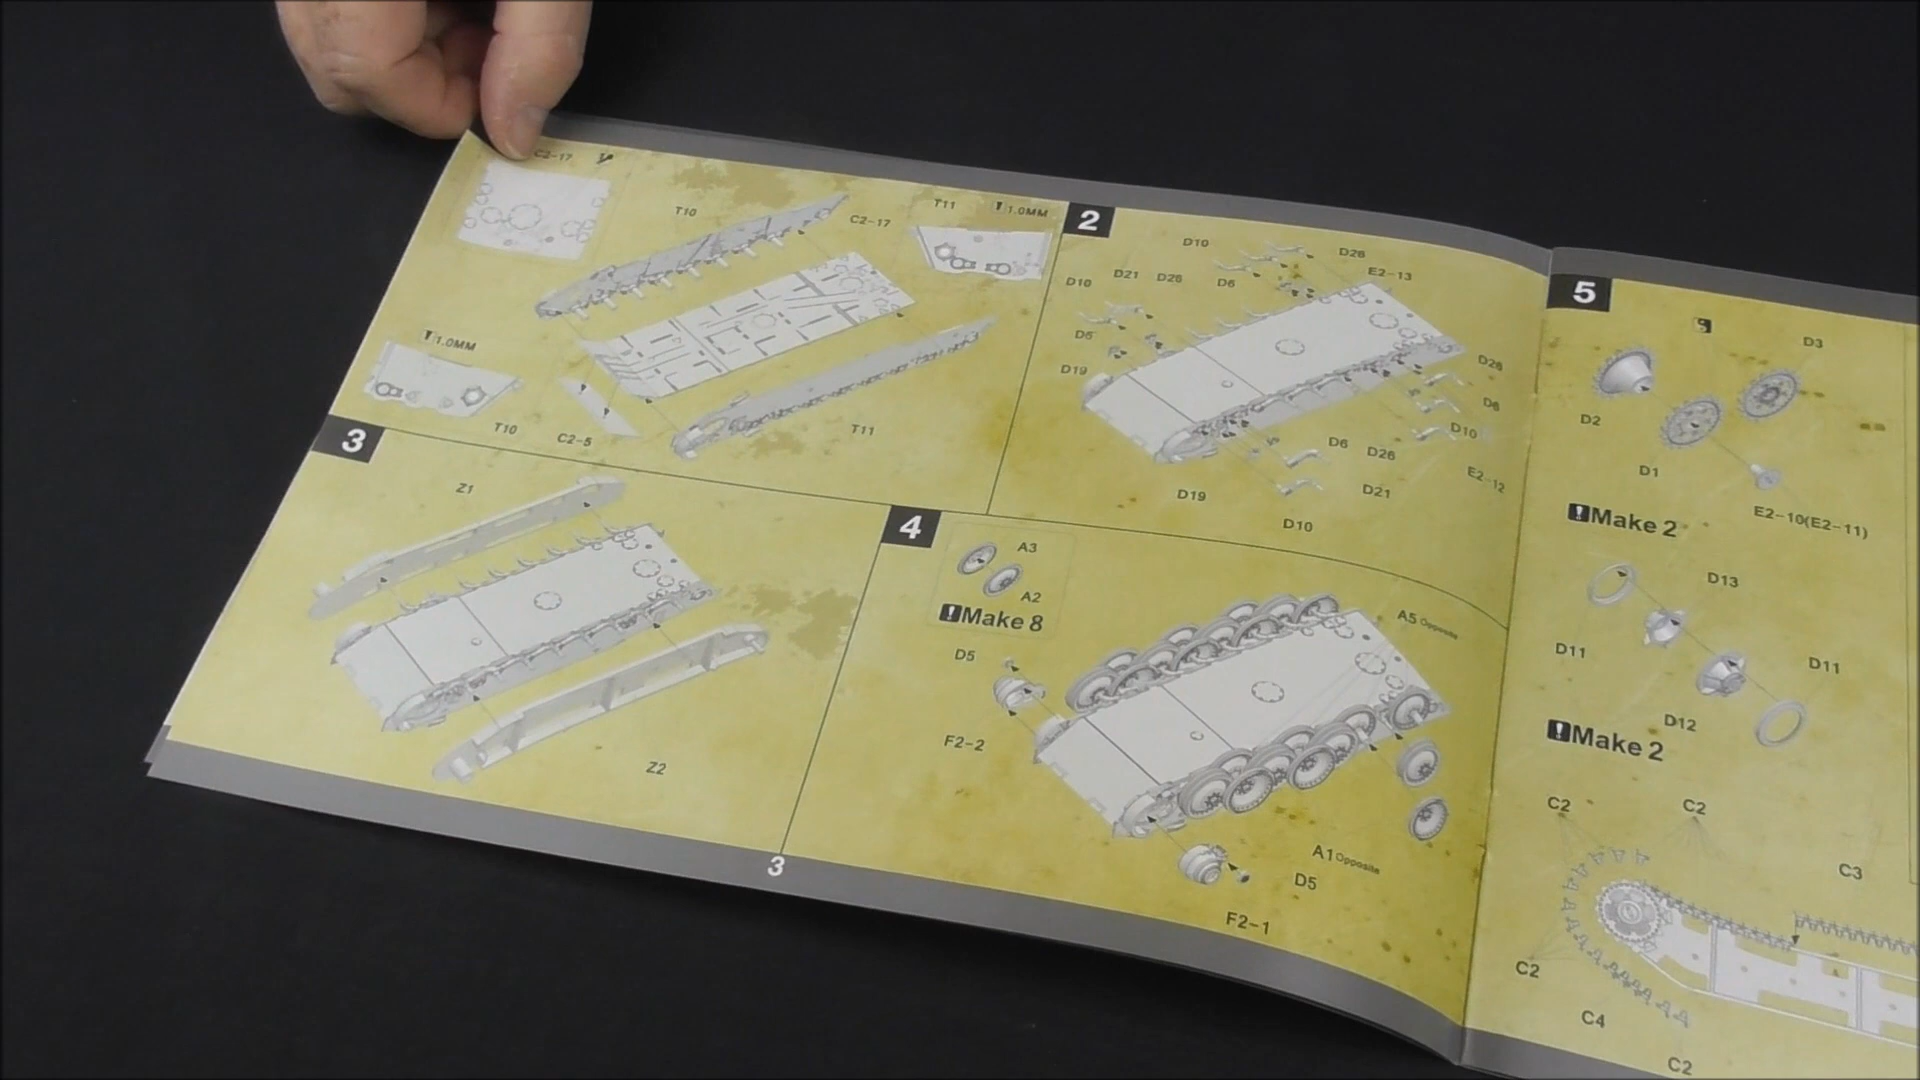 C2-17
T10
C2-17
T11
1.0MM
1.0MM
T10
C2-5
T11
2
D10
D26
E2-13
D21
D26
D6
D10
D5
D19
D26
D6
D10
D6
D26
E2-12
D21
D19
D10
3
Z1
Z2
4
A3
A2
!Make 8
D5
A5 Opposite
F2-2
A1 Opposite
D5
F2-1
3
5
D3
D2
D1
E2-10(E2-11)
!Make 2
D13
D11
D11
D12
!Make 2
C2
C2
C3
C2
C4
C2